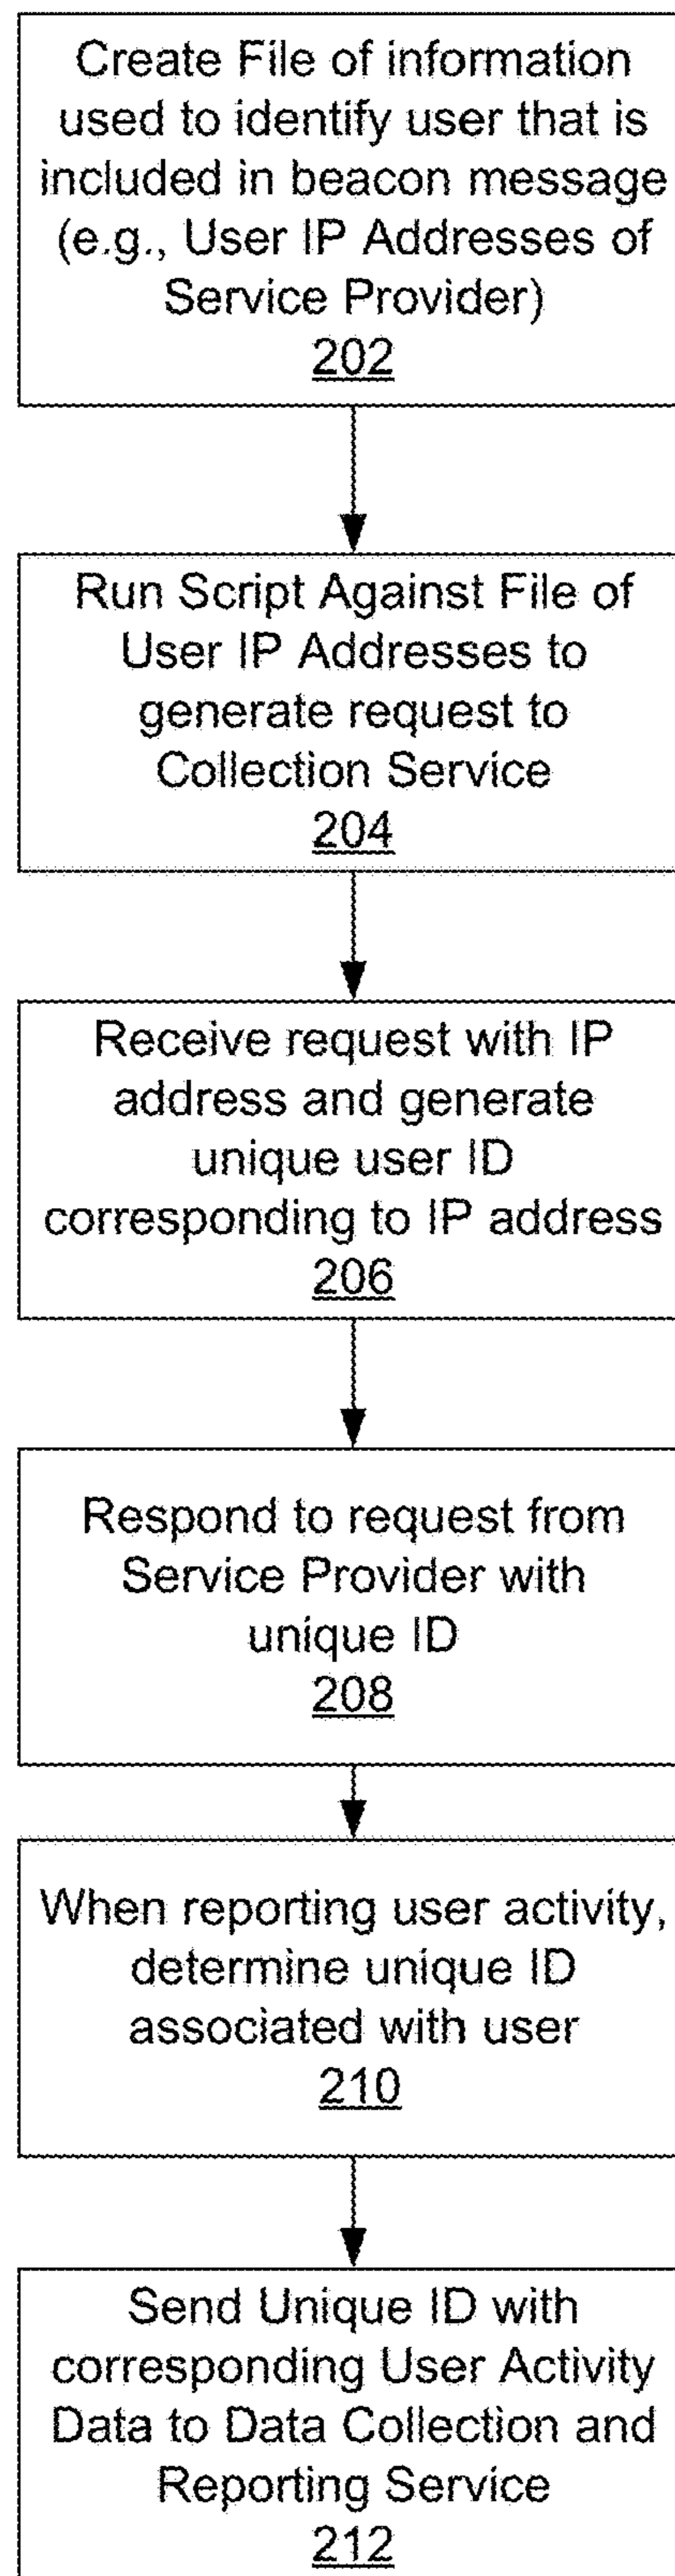 Create File of information
used to identify user that is
included in beacon message
(e.g., User IP Addresses of
Service Provider)
202
Run Script Against File of
User IP Addresses to
generate request to
Collection Service
204
Receive request with IP
address and generate
unique user ID
corresponding to IP address
206
Respond to request from
Service Provider with
unique ID
208
When reporting user activity,
determine unique ID
associated with user
210
Send Unique ID with
corresponding User Activity
Data to Data Collection and
Reporting Service
212